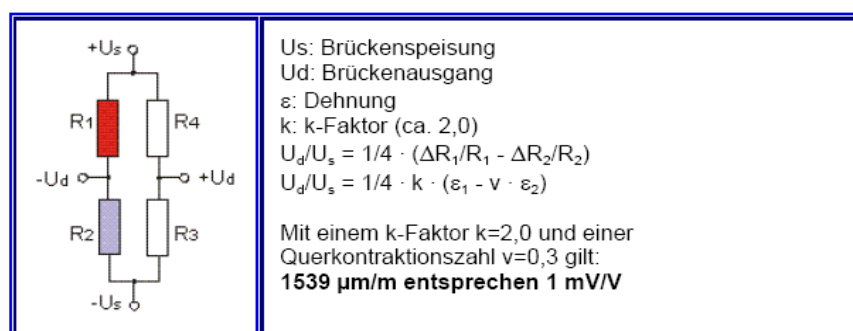 +Us
R1
R4
-Ud
+Ud
R2
R3
-Us
Us: Brückenspeisung
Ud: Brückenausgang
ε: Dehnung
k: k-Faktor (ca. 2,0)
Ud/Us = 1/4 · (ΔR1/R1 - ΔR2/R2)
Ud/Us = 1/4 · k · (ε1 - v · ε2)
Mit einem k-Faktor k=2,0 und einer
Querkontraktionszahl v=0,3 gilt:
1539 µm/m entsprechen 1 mV/V